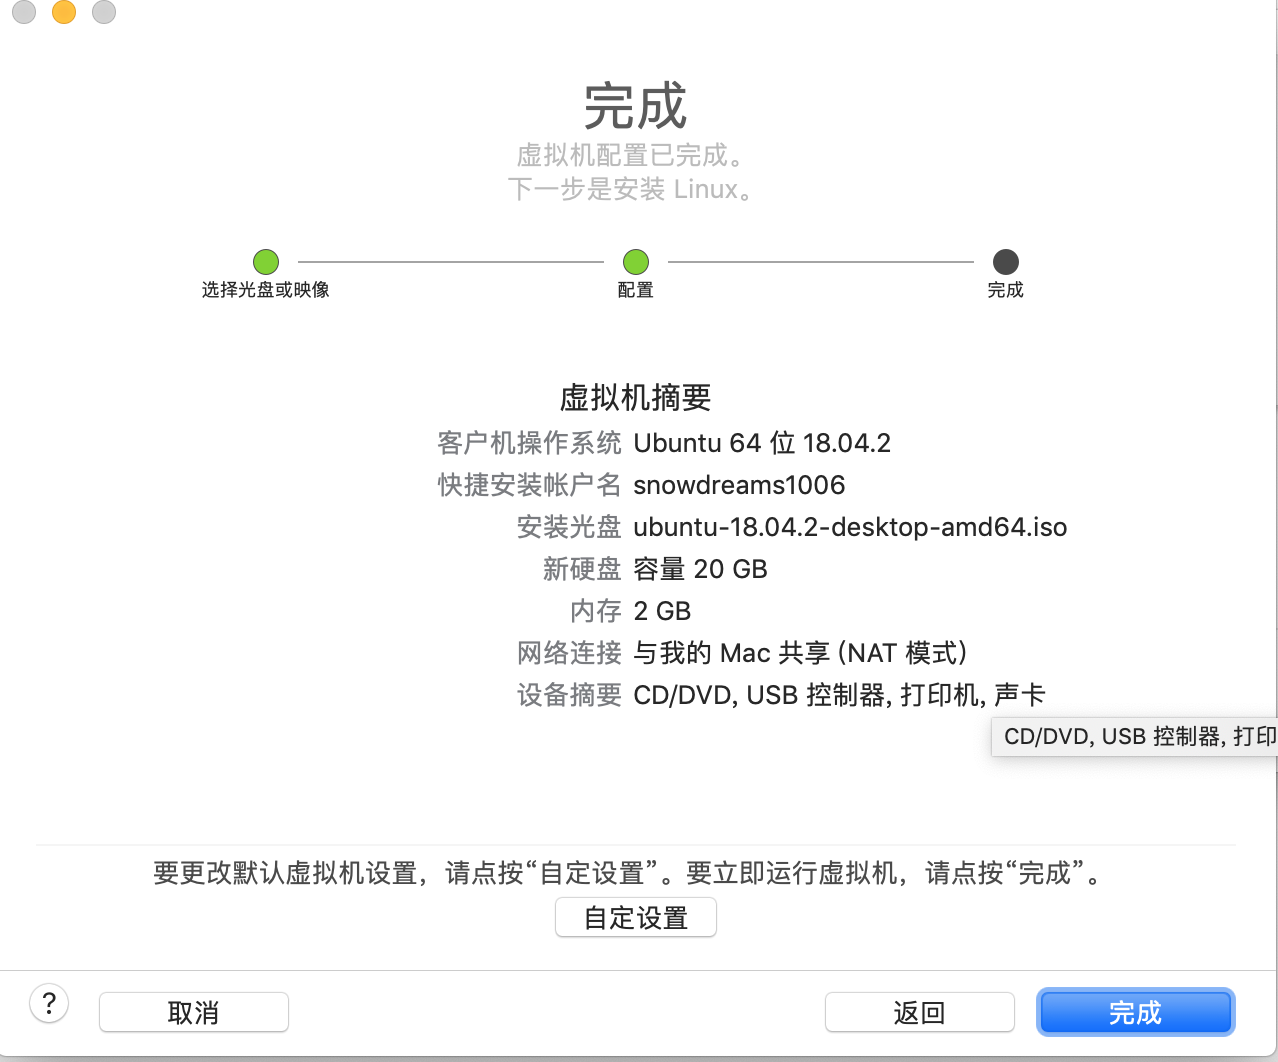 完成
虚拟机配置已完成。
下一步是安装 Linux。
选择光盘或映像 配置 完成
虚拟机摘要
客户机操作系统 Ubuntu 64 位 18.04.2
快捷安装帐户名 snowdreams1006
安装光盘 ubuntu-18.04.2-desktop-amd64.iso
新硬盘 容量 20 GB
内存 2 GB
网络连接 与我的 Mac 共享 (NAT 模式)
设备摘要 CD/DVD, USB 控制器, 打印机, 声卡
CD/DVD, USB 控制器, 打印
要更改默认虚拟机设置，请点按“自定设置”。要立即运行虚拟机，请点按“完成”。
自定设置
? 取消 返回 完成